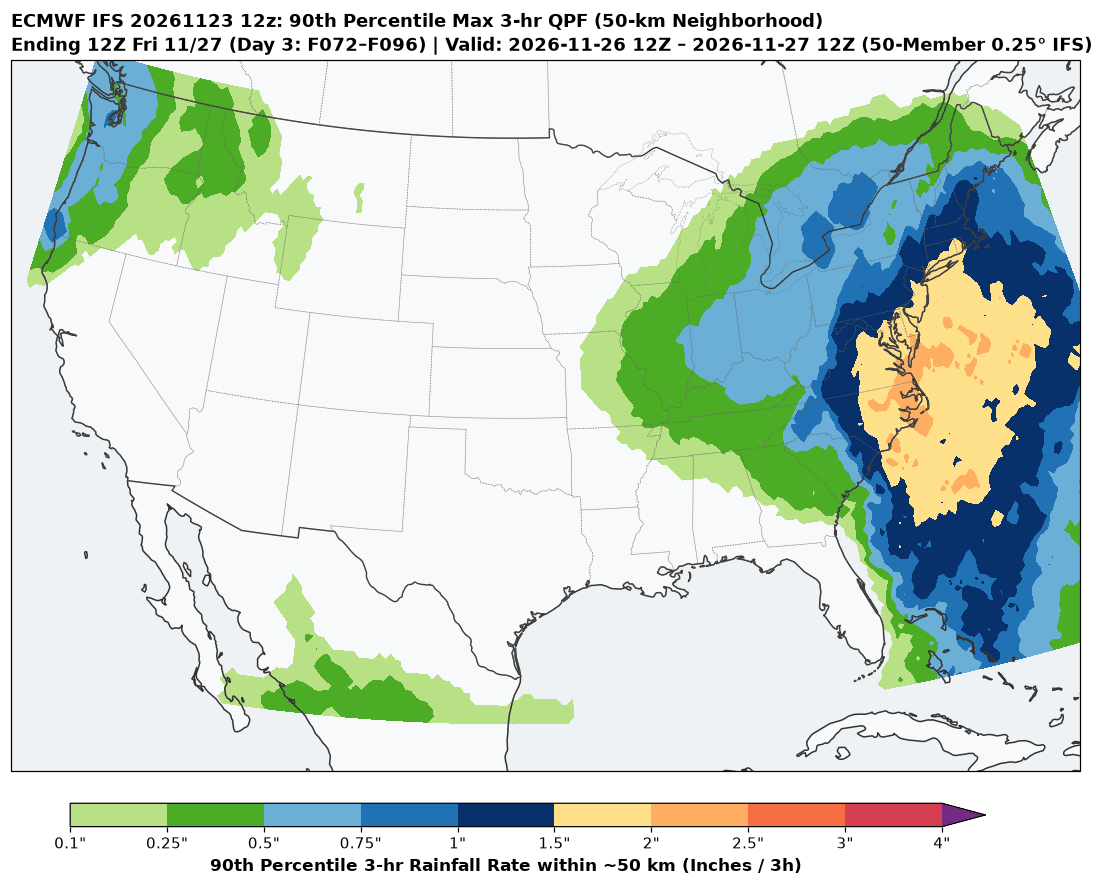 ECMWF IFS 20261123 12z: 90th Percentile Max 3-hr QPF (50-km Neighborhood)
Ending 12Z Fri 11/27 (Day 3: F072–F096) | Valid: 2026-11-26 12Z – 2026-11-27 12Z (50-Member 0.25° IFS)
0.1" 0.25" 0.5" 0.75" 1" 1.5" 2" 2.5" 3" 4"
90th Percentile 3-hr Rainfall Rate within ~50 km (Inches / 3h)